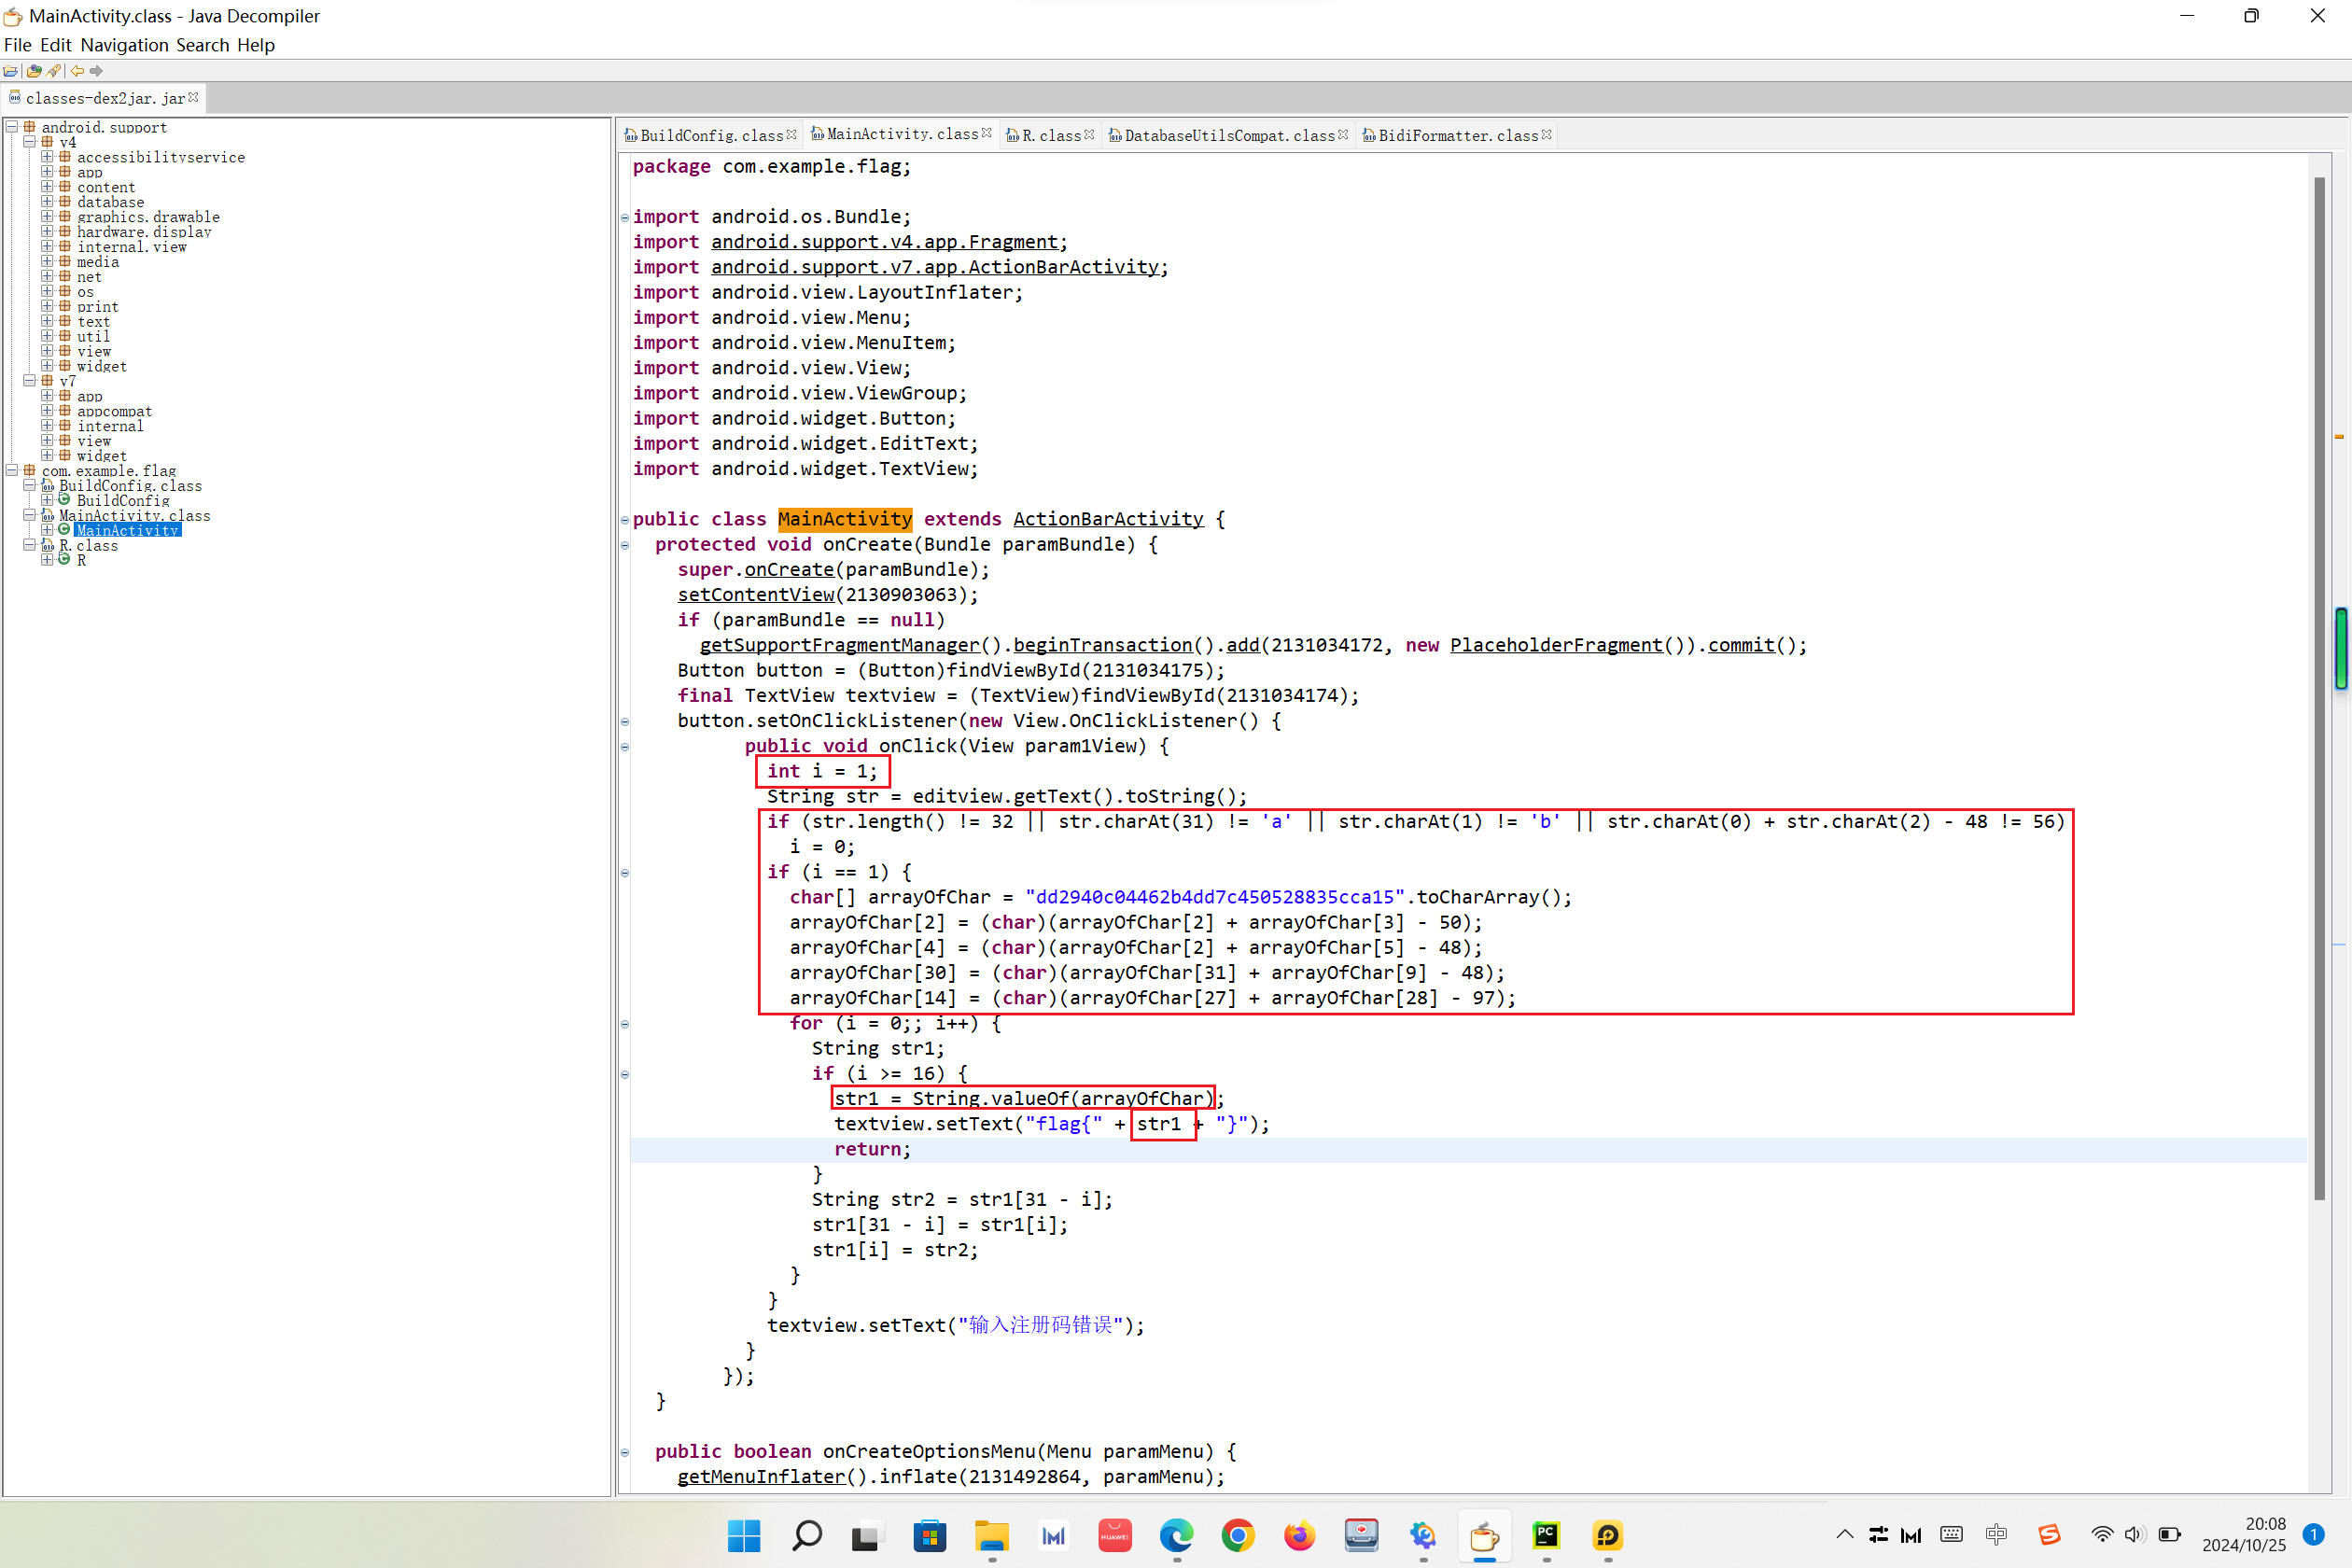 MainActivity.class - Java Decompiler
File Edit Navigation Search Help
classes-dex2jar.jar
android.support
v4
accessibilityservice
app
content
database
graphics.drawable
hardware.display
internal.view
media
net
os
print
text
util
view
widget
v7
app
appcompat
internal
view
widget
com.example.flag
BuildConfig.class
BuildConfig
MainActivity.class
MainActivity
R.class
R
BuildConfig.class MainActivity.class R.class DatabaseUtilsCompat.class BidiFormatter.class
package com.example.flag;
import android.os.Bundle;
import android.support.v4.app.Fragment;
import android.support.v7.app.ActionBarActivity;
import android.view.LayoutInflater;
import android.view.Menu;
import android.view.MenuItem;
import android.view.View;
import android.view.ViewGroup;
import android.widget.Button;
import android.widget.EditText;
import android.widget.TextView;
public class MainActivity extends ActionBarActivity {
protected void onCreate(Bundle paramBundle) {
super.onCreate(paramBundle);
setContentView(2130903063);
if (paramBundle == null)
getSupportFragmentManager().beginTransaction().add(2131034172, new PlaceholderFragment()).commit();
Button button = (Button)findViewById(2131034175);
final TextView textview = (TextView)findViewById(2131034174);
button.setOnClickListener(new View.OnClickListener() {
public void onClick(View param1View) {
int i = 1;
String str = editview.getText().toString();
if (str.length() != 32 || str.charAt(31) != 'a' || str.charAt(1) != 'b' || str.charAt(0) + str.charAt(2) - 48 != 56)
i = 0;
if (i == 1) {
char[] arrayOfChar = "dd2940c04462b4dd7c450528835cca15".toCharArray();
arrayOfChar[2] = (char)(arrayOfChar[2] + arrayOfChar[3] - 50);
arrayOfChar[4] = (char)(arrayOfChar[2] + arrayOfChar[5] - 48);
arrayOfChar[30] = (char)(arrayOfChar[31] + arrayOfChar[9] - 48);
arrayOfChar[14] = (char)(arrayOfChar[27] + arrayOfChar[28] - 97);
for (i = 0;; i++) {
String str1;
if (i >= 16) {
str1 = String.valueOf(arrayOfChar);
textview.setText("flag{" + str1 + "}");
return;
}
String str2 = str1[31 - i];
str1[31 - i] = str1[i];
str1[i] = str2;
}
}
textview.setText("输入注册码错误");
}
});
}
public boolean onCreateOptionsMenu(Menu paramMenu) {
getMenuInflater().inflate(2131492864, paramMenu);
HUAWEI
PC
中
20:08
2024/10/25
1